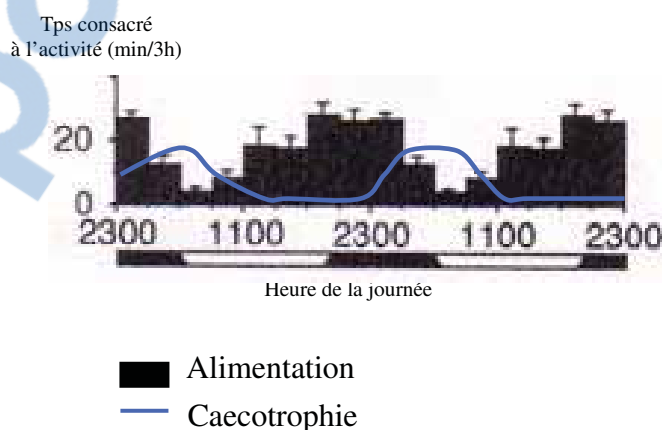 Tps consacré
à l’activité (min/3h)
20
0
2300 1100 2300 1100 2300
Heure de la journée
Alimentation
Caecotrophie